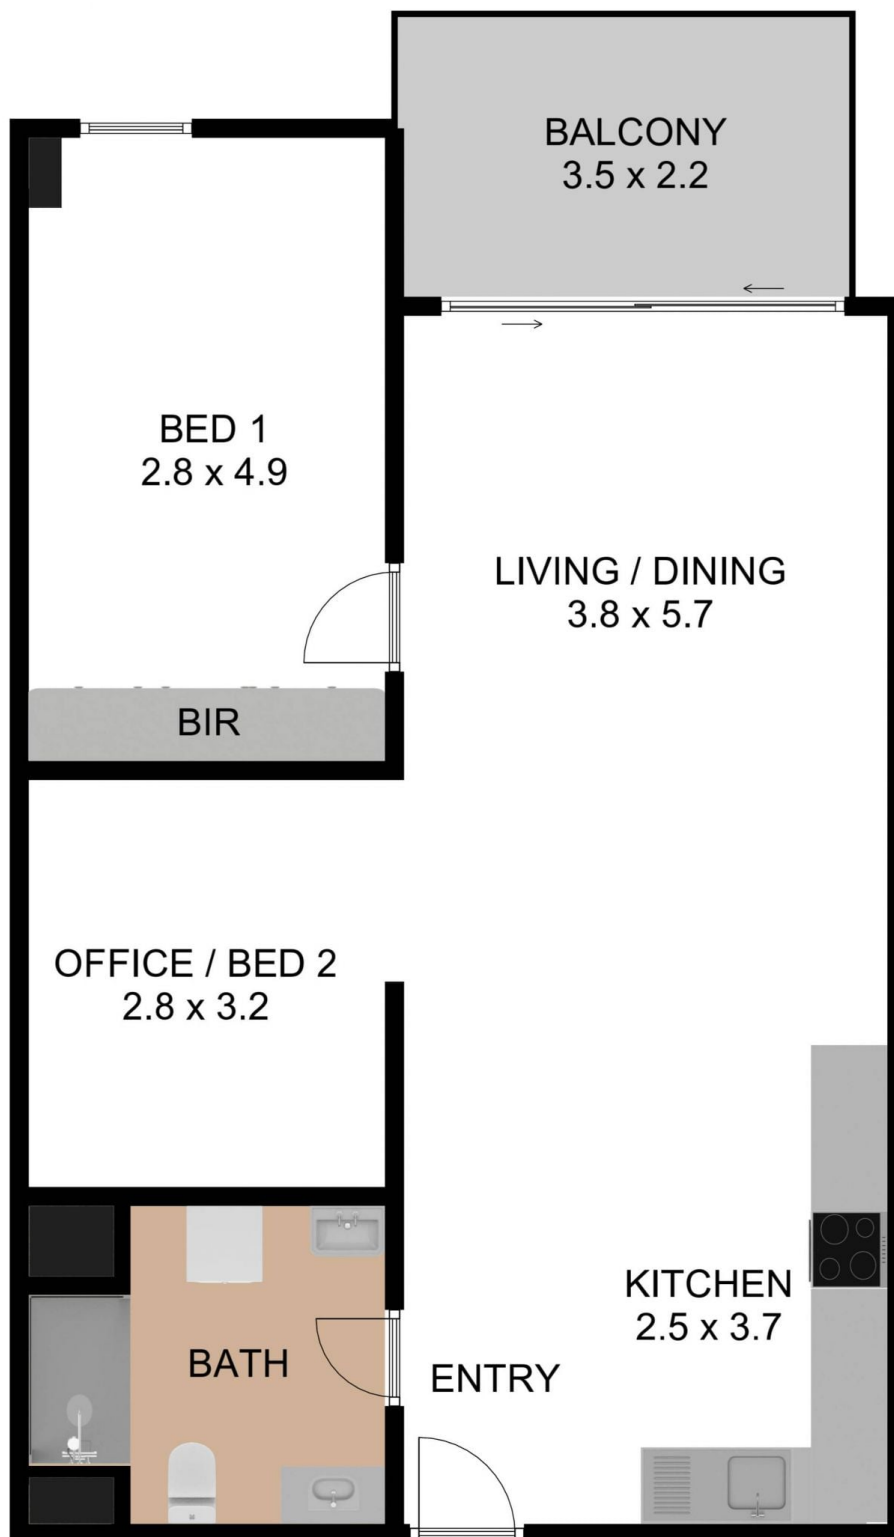 BALCONY
3.5 x 2.2
BED 1
2.8 x 4.9
LIVING / DINING
3.8 x 5.7
BIR
OFFICE / BED 2
2.8 x 3.2
KITCHEN
2.5 x 3.7
BATH
ENTRY